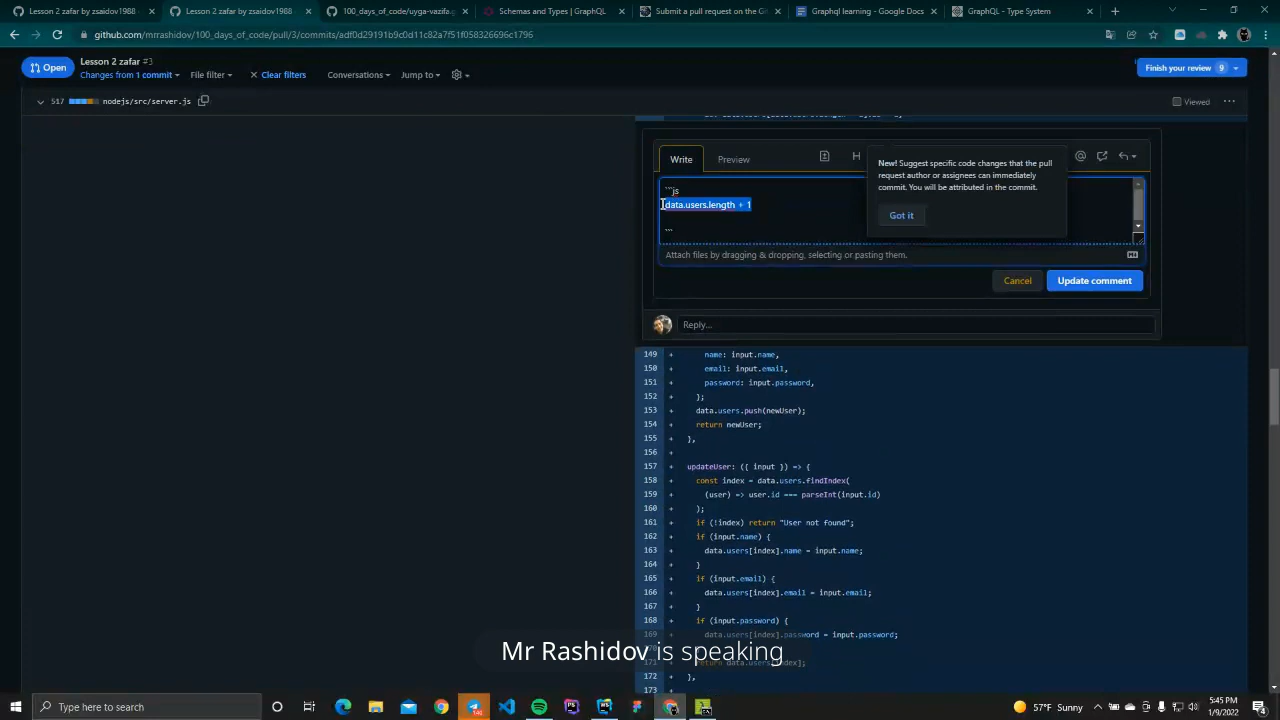 Lesson 2 by zsaidov1988
Lesson 2 by zsaidov1988
100_days_of_code/uyga-vazifa-g
Schemas and Types | GraphQL
Submit a pull request on the Gi
Graphql learning - Google Docs
GraphQL - Type System
github.com/mrrashidov/100_days_of_code/pull/3/commits/adf0d29191b9c0d11c82a7f51f058326696c1796
Open
Lesson 2 zafar #3
Changes from 1 commit
File filter
Clear filters
Conversations
Jump to
Finish your review 9
517
nodejs/src/server.js
Viewed
Write
Preview
H
New! Suggest specific code changes that the pull
request author or assignees can immediately
commit. You will be attributed in the commit.
Got it
```js
data.users.length + 1
```
Attach files by dragging & dropping, selecting or pasting them.
Cancel
Update comment
Reply...
149 + name: input.name,
150 + email: input.email,
151 + password: input.password,
152 + };
153 + data.users.push(newUser);
154 + return newUser;
155 + },
156 +
157 + updateUser: ({ input }) => {
158 + const index = data.users.findIndex(
159 + (user) => user.id === parseInt(input.id)
160 + );
161 + if (!index) return "User not found";
162 + if (input.name) {
163 + data.users[index].name = input.name;
164 + }
165 + if (input.email) {
166 + data.users[index].email = input.email;
167 + }
168 + if (input.password) {
169 + data.users[index].password = input.password;
171 + return data.users[index];
172 + },
173 +
Mr Rashidov is speaking
Type here to search
57°F Sunny
5:45 PM
1/9/2022